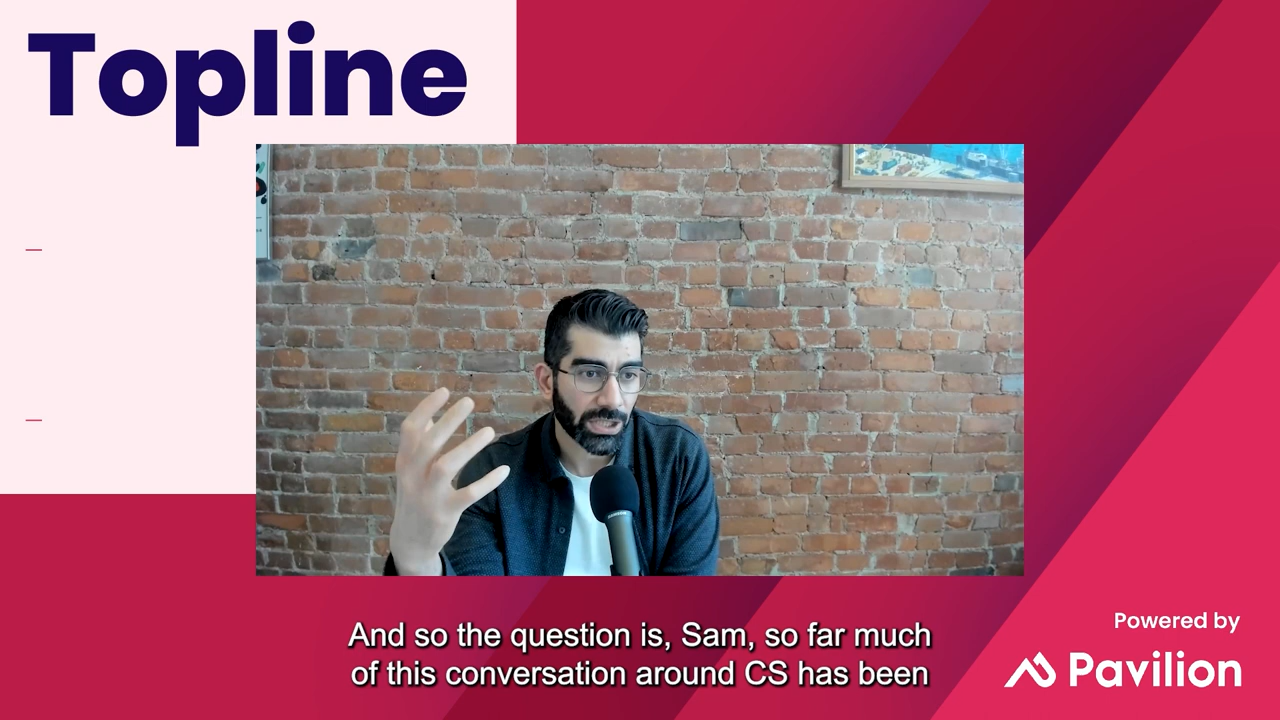 Topline
And so the question is, Sam, so far much
of this conversation around CS has been
Powered by
Pavilion